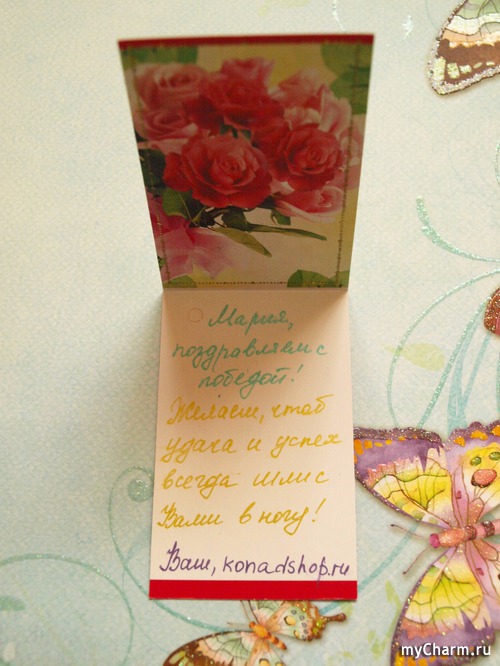 Мария,
поздравляем с
победой!
Желаем, чтоб
удача и успех
всегда шли с
Вами в ногу!
Ваш, konadshop.ru
myCharm.ru